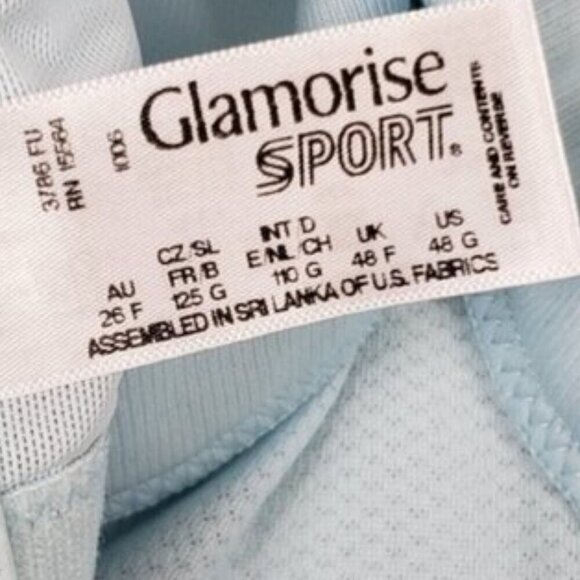 3786 FU
RN 15564
1006
Glamorise
SPORT®
CARE AND CONTENTS
ON REVERSE
AU
26 F
CZ/SL
FR/B
125 G
INT/D
E/NL/CH
110 G
UK
48 F
US
48 G
ASSEMBLED IN SRI LANKA OF U.S. FABRICS